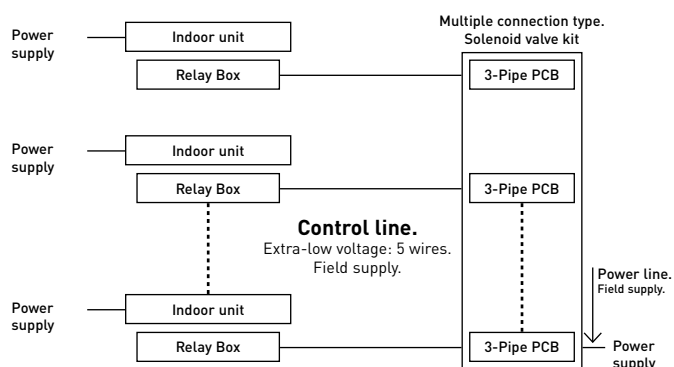 Multiple connection type.
Solenoid valve kit
Power
supply
Indoor unit
Relay Box
3-Pipe PCB
Power
supply
Indoor unit
Relay Box
3-Pipe PCB
Control line.
Extra-low voltage: 5 wires.
Field supply.
Power line.
Field supply.
Power
supply
Indoor unit
Relay Box
3-Pipe PCB
Power
supply